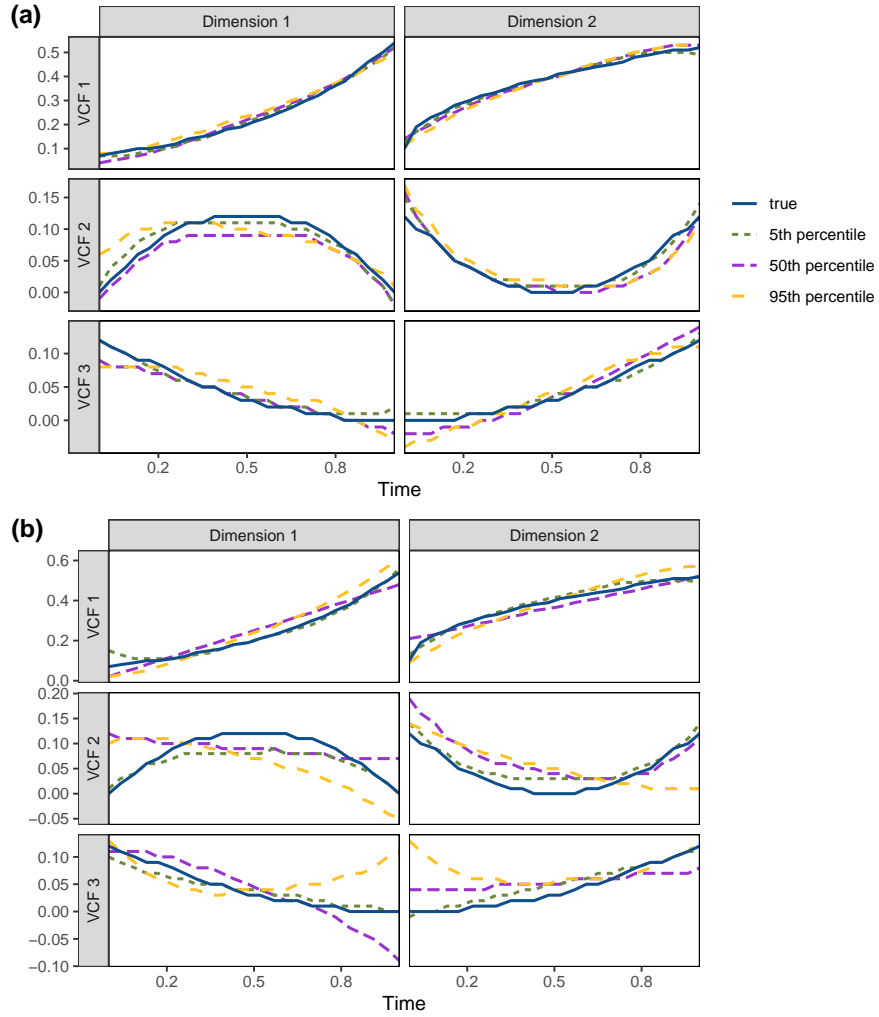 (a)
Dimension 1
Dimension 2
VCF 1
0.5
0.4
0.3
0.2
0.1
VCF 2
0.15
0.10
0.05
0.00
VCF 3
0.10
0.05
0.00
0.2
0.5
0.8
0.2
0.5
0.8
Time
true
5th percentile
50th percentile
95th percentile
(b)
Dimension 1
Dimension 2
VCF 1
0.6
0.4
0.2
0.0
VCF 2
0.20
0.15
0.10
0.05
0.00
−0.05
VCF 3
0.10
0.05
0.00
−0.05
−0.10
0.2
0.5
0.8
0.2
0.5
0.8
Time